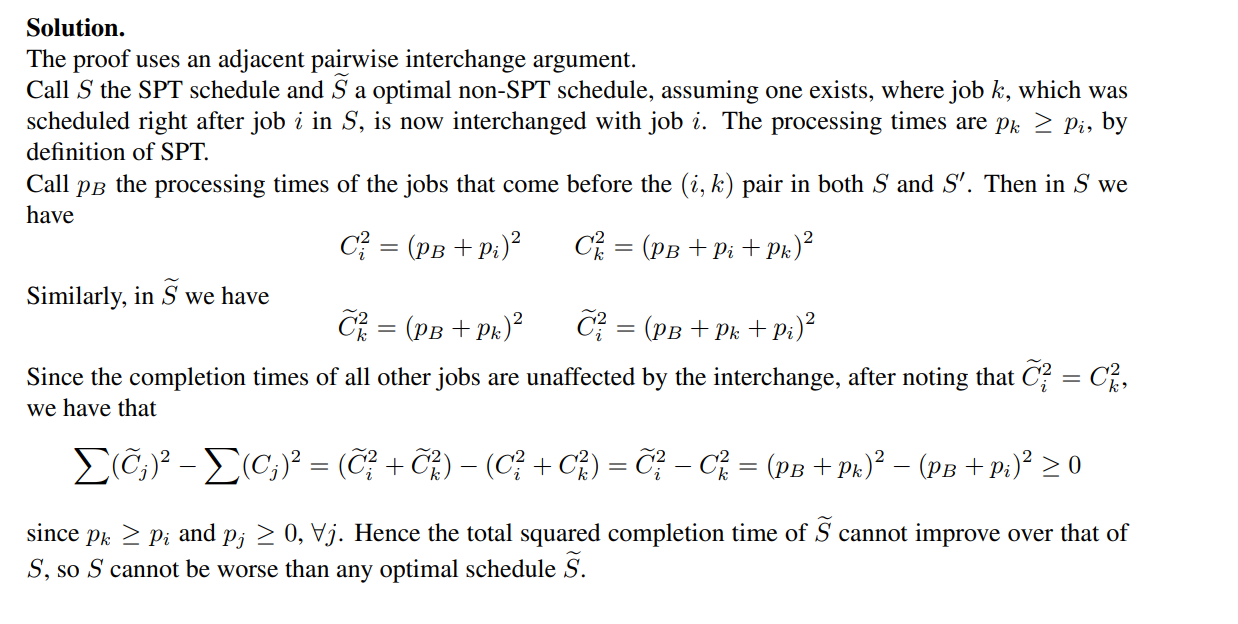 Solution.
The proof uses an adjacent pairwise interchange argument.
Call S the SPT schedule and S̃ a optimal non-SPT schedule, assuming one exists, where job k, which was
scheduled right after job i in S, is now interchanged with job i. The processing times are pₖ ≥ pᵢ, by
definition of SPT.
Call p_B the processing times of the jobs that come before the (i, k) pair in both S and S′. Then in S we
have
C_i^2 = (p_B + p_i)^2    C_k^2 = (p_B + p_i + p_k)^2
Similarly, in S̃ we have
C̃_k^2 = (p_B + p_k)^2    C̃_i^2 = (p_B + p_k + p_i)^2
Since the completion times of all other jobs are unaffected by the interchange, after noting that C̃_i^2 = C_k^2,
we have that
∑(C̃_j)^2 − ∑(C_j)^2 = (C̃_i^2 + C̃_k^2) − (C_i^2 + C_k^2) = C̃_i^2 − C_k^2 = (p_B + p_k)^2 − (p_B + p_i)^2 ≥ 0
since p_k ≥ p_i and p_j ≥ 0, ∀j. Hence the total squared completion time of S̃ cannot improve over that of
S, so S cannot be worse than any optimal schedule S̃.